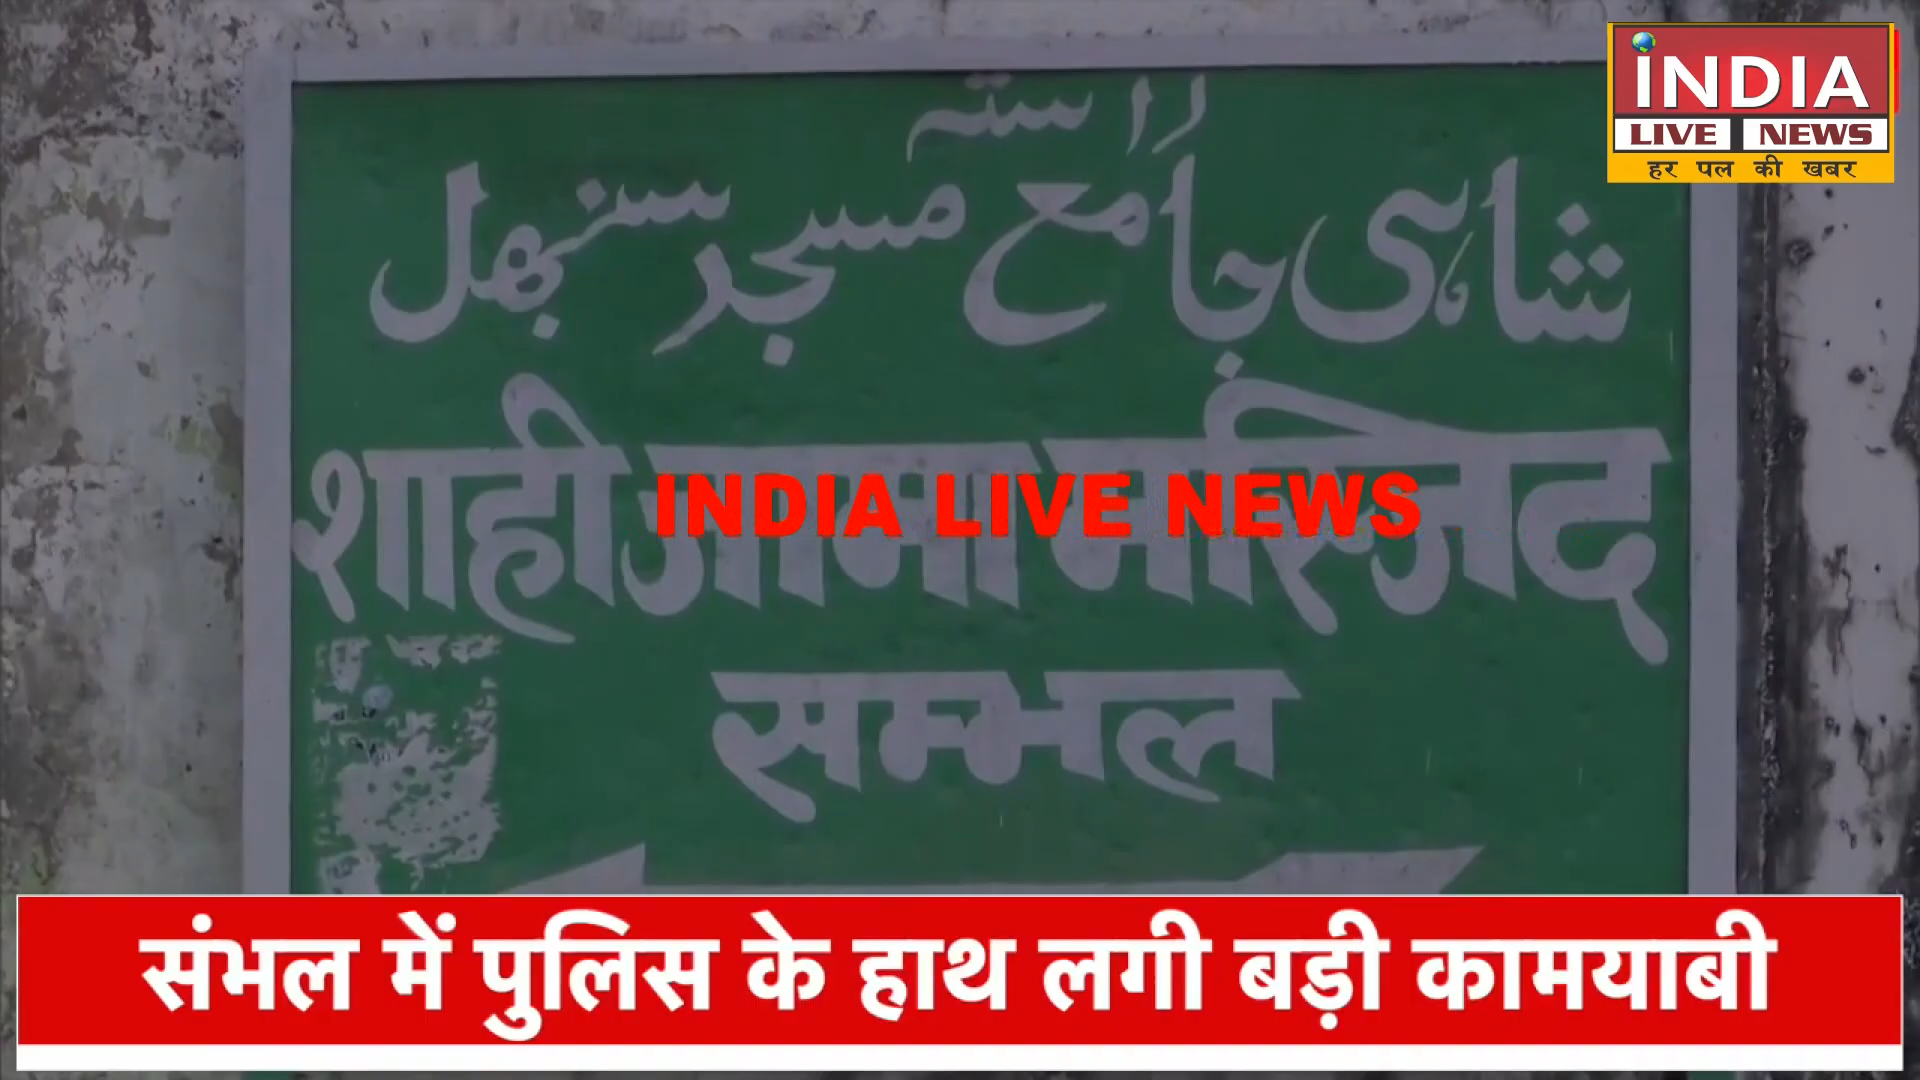 INDIA
LIVE NEWS
हर पल की खबर
راستہ
شاہی جامع مسجد سنبھل
शाही जामा मस्जिद
INDIA LIVE NEWS
सम्भल
संभल में पुलिस के हाथ लगी बड़ी कामयाबी